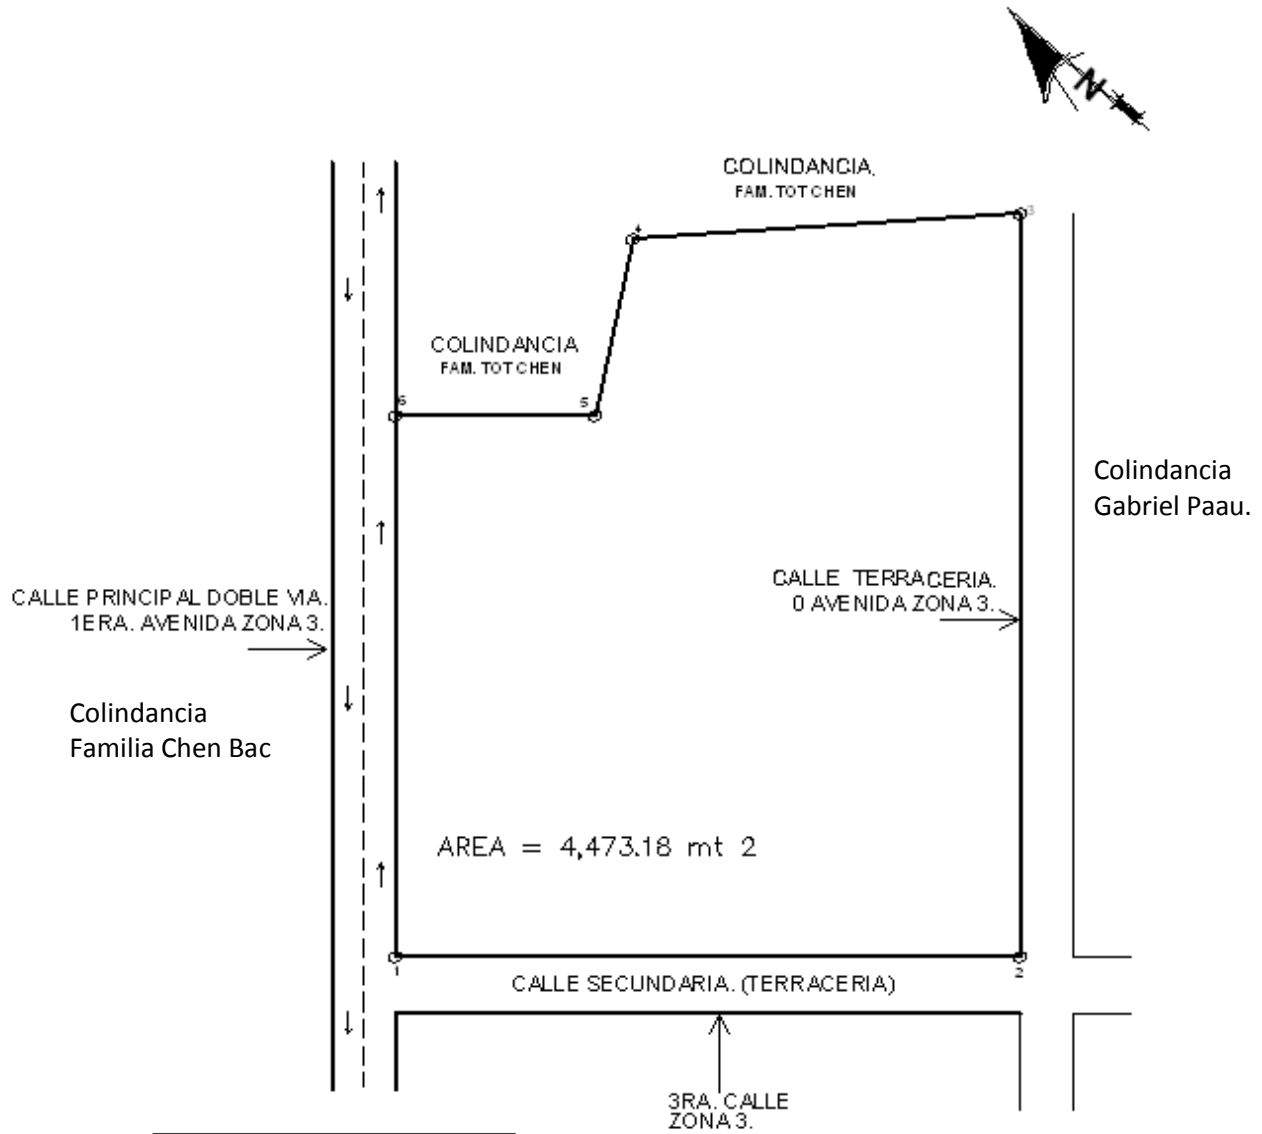 N
COLINDANCIA,
FAM. TOT CHEN
3
4
COLINDANCIA
FAM. TOT CHEN
6
5
Colindancia
Gabriel Paau.
CALLE TERRACERIA.
0 AVENIDA ZONA 3.
CALLE PRINCIPAL DOBLE VIA.
1ERA. AVENIDA ZONA 3.
Colindancia
Familia Chen Bac
AREA = 4,473.18 mt 2
1
2
CALLE SECUNDARIA. (TERRACERIA)
3RA. CALLE
ZONA 3.